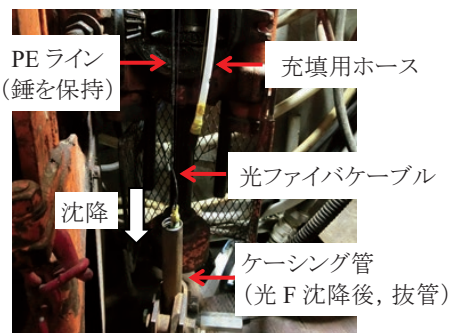 PE ライン
（錘を保持）
充填用ホース
光ファイバケーブル
沈降
ケーシング管
（光 F 沈降後，抜管）